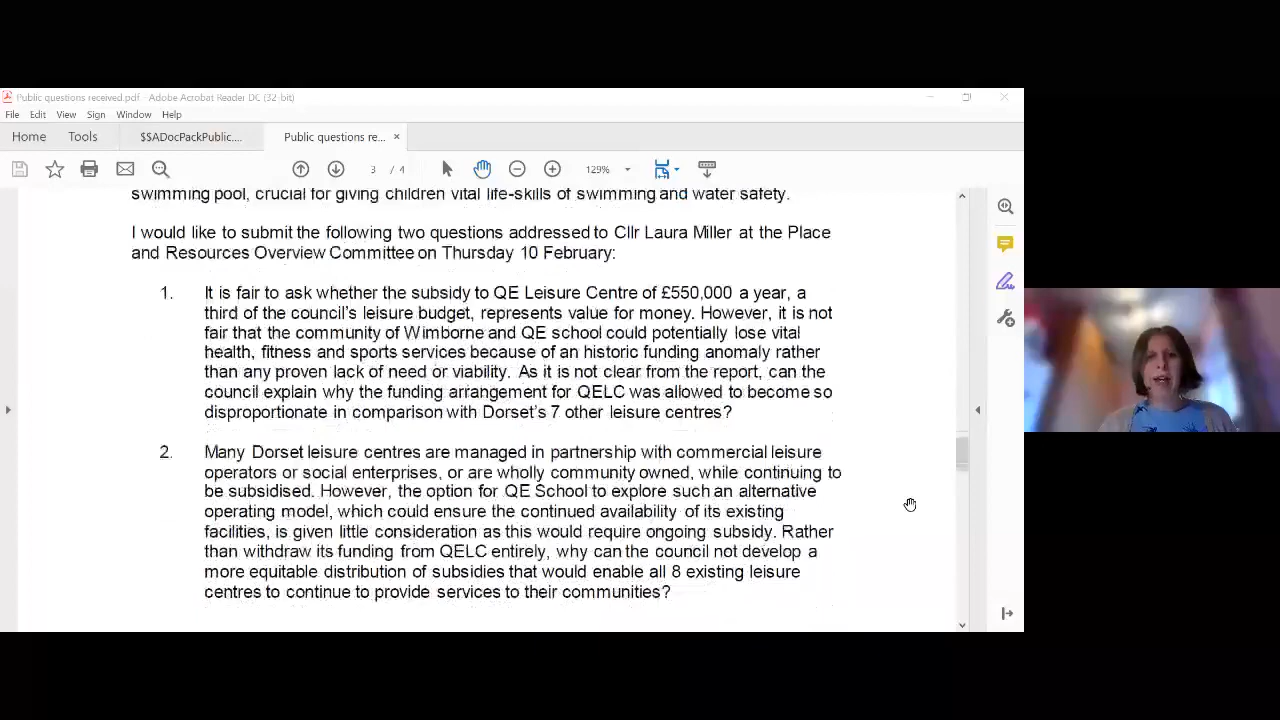 Public questions received.pdf - Adobe Acrobat Reader DC (32-bit)
File Edit View Sign Window Help
Home Tools $$ADocPackPublic.... Public questions re... ×
3 / 4 129%
swimming pool, crucial for giving children vital life-skills of swimming and water safety.
I would like to submit the following two questions addressed to Cllr Laura Miller at the Place
and Resources Overview Committee on Thursday 10 February:
1. It is fair to ask whether the subsidy to QE Leisure Centre of £550,000 a year, a
third of the council's leisure budget, represents value for money. However, it is not
fair that the community of Wimborne and QE school could potentially lose vital
health, fitness and sports services because of an historic funding anomaly rather
than any proven lack of need or viability. As it is not clear from the report, can the
council explain why the funding arrangement for QELC was allowed to become so
disproportionate in comparison with Dorset's 7 other leisure centres?
2. Many Dorset leisure centres are managed in partnership with commercial leisure
operators or social enterprises, or are wholly community owned, while continuing to
be subsidised. However, the option for QE School to explore such an alternative
operating model, which could ensure the continued availability of its existing
facilities, is given little consideration as this would require ongoing subsidy. Rather
than withdraw its funding from QELC entirely, why can the council not develop a
more equitable distribution of subsidies that would enable all 8 existing leisure
centres to continue to provide services to their communities?